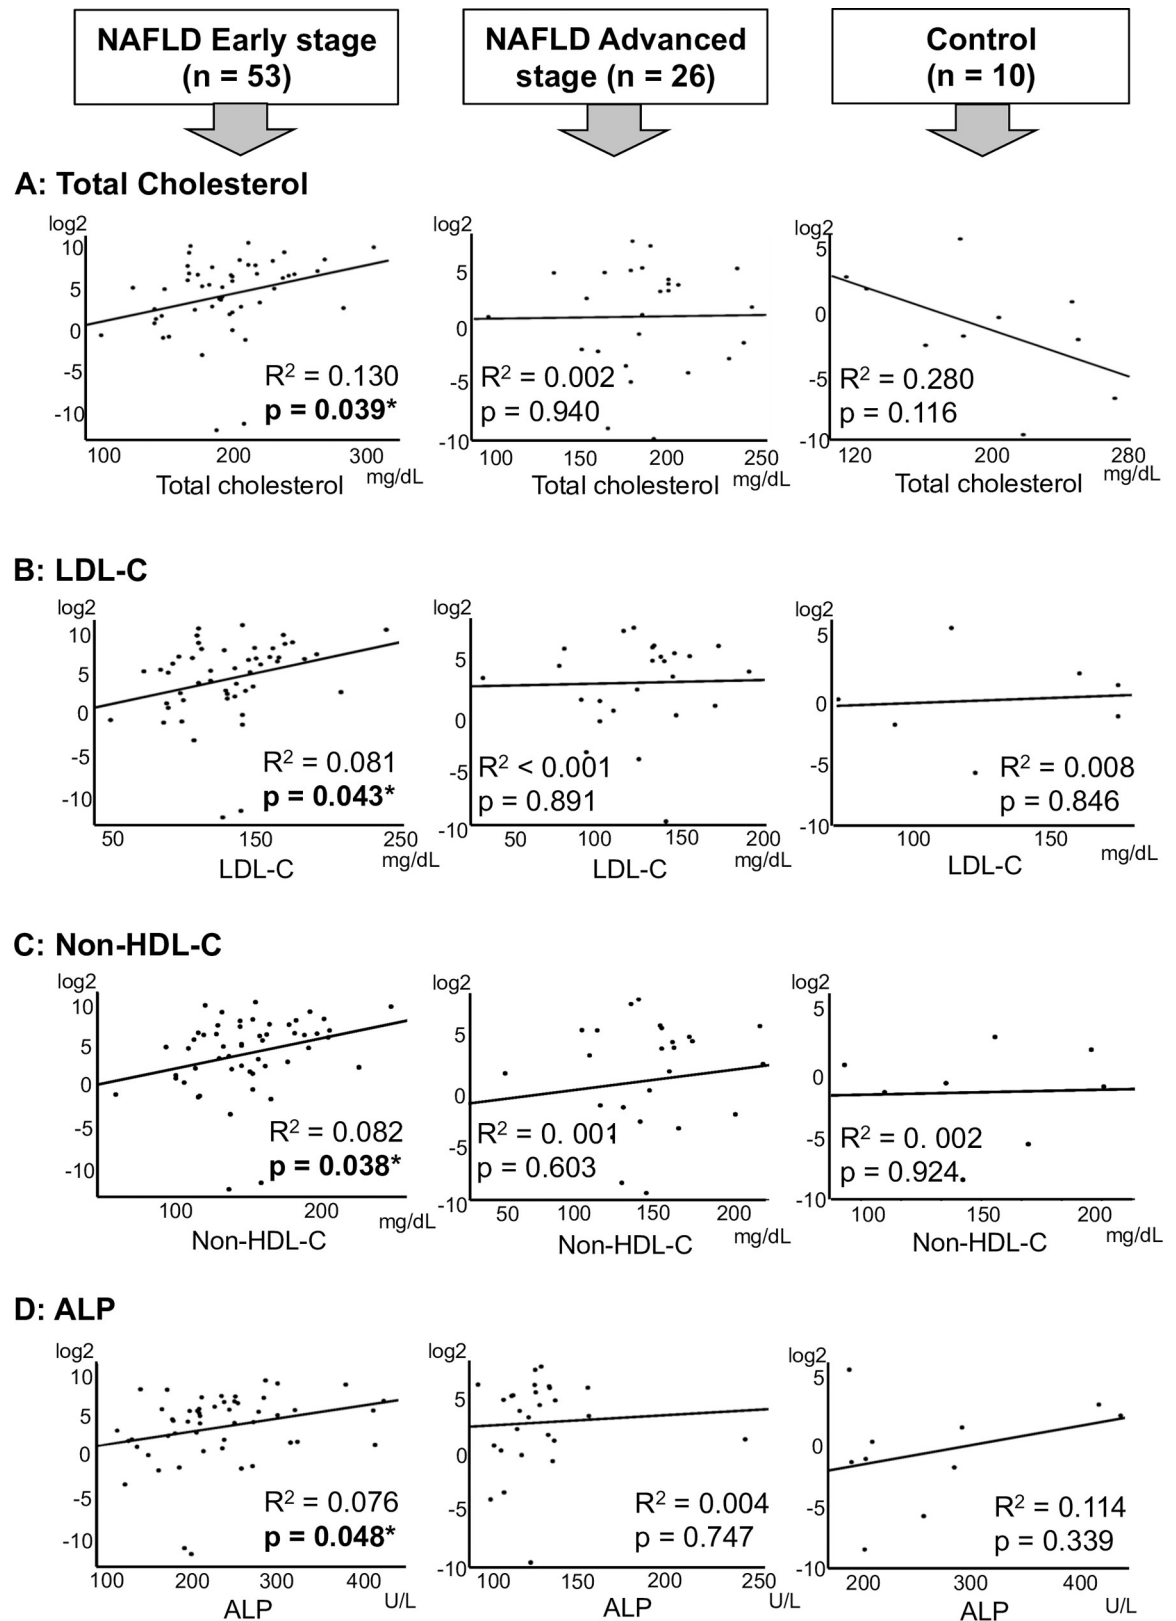 NAFLD Early stage
(n = 53)
NAFLD Advanced
stage (n = 26)
Control
(n = 10)
A: Total Cholesterol
log2
10
5
0
-5
-10
R² = 0.130
p = 0.039*
100 200 300
mg/dL
Total cholesterol
log2
5
0
-5
-10
R² = 0.002
p = 0.940
100 150 200 250
mg/dL
Total cholesterol
log2
5
0
-5
-10
R² = 0.280
p = 0.116
120 200 280
mg/dL
Total cholesterol
B: LDL-C
log2
10
5
0
-5
-10
R² = 0.081
p = 0.043*
50 150 250
mg/dL
LDL-C
log2
5
0
-5
-10
R² < 0.001
p = 0.891
50 100 150 200
mg/dL
LDL-C
log2
5
0
-5
-10
R² = 0.008
p = 0.846
100 150
mg/dL
LDL-C
C: Non-HDL-C
log2
10
5
0
-5
-10
R² = 0.082
p = 0.038*
100 200
mg/dL
Non-HDL-C
log2
5
0
-5
-10
R² = 0. 001
p = 0.603
50 100 150 200
mg/dL
Non-HDL-C
log2
5
0
-5
-10
R² = 0. 002
p = 0.924
100 150 200
mg/dL
Non-HDL-C
D: ALP
log2
10
5
0
-5
-10
R² = 0.076
p = 0.048*
100 200 300 400
U/L
ALP
log2
5
0
-5
-10
R² = 0.004
p = 0.747
100 150 200 250
U/L
ALP
log2
5
0
-5
-10
R² = 0.114
p = 0.339
200 300 400
U/L
ALP